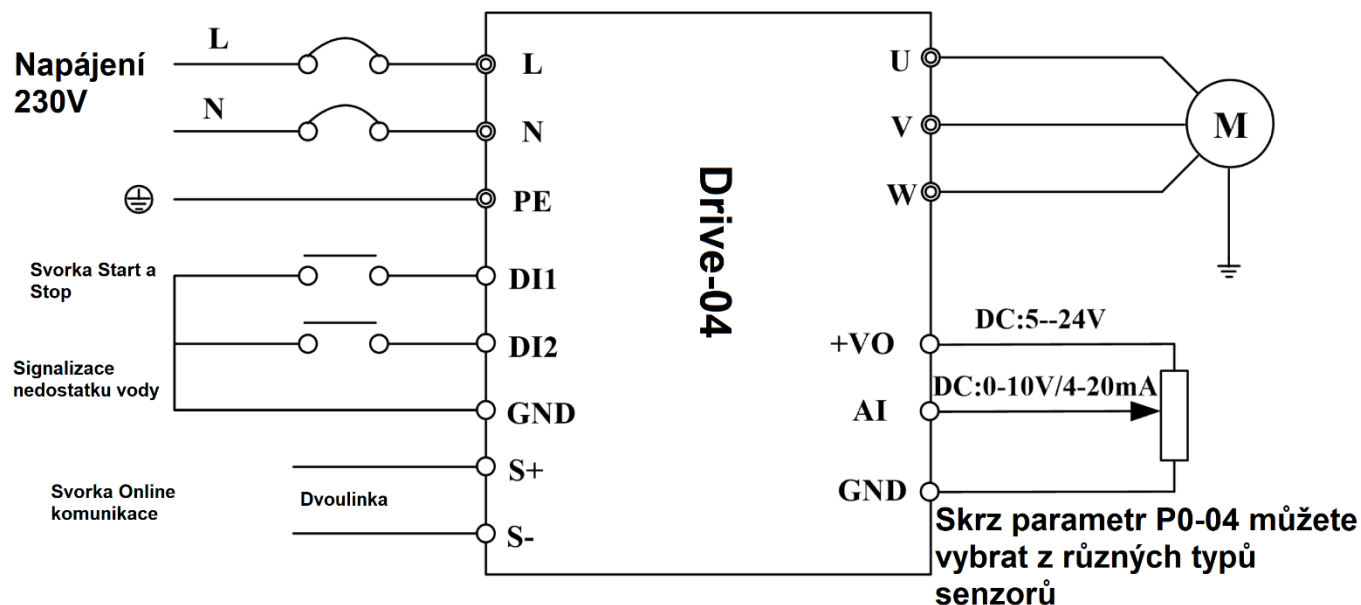 Napájení
230V
L
L
N
N
PE
Svorka Start a
Stop
DI1
Signalizace
nedostatku vody
DI2
GND
Svorka Online
komunikace
Dvoulinka
S+
S-
Drive-04
U
V
W
M
+VO
DC:5--24V
AI
DC:0-10V/4-20mA
GND
Skrz parametr P0-04 můžete
vybrat z různých typů
senzorů